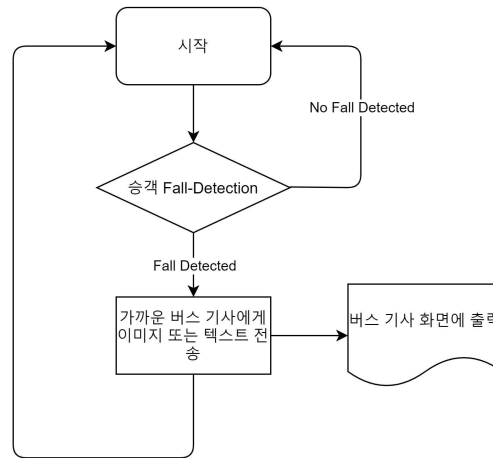 시작
No Fall Detected
승객 Fall-Detection
Fall Detected
가까운 버스 기사에게
이미지 또는 텍스트 전
송
버스 기사 화면에 출력